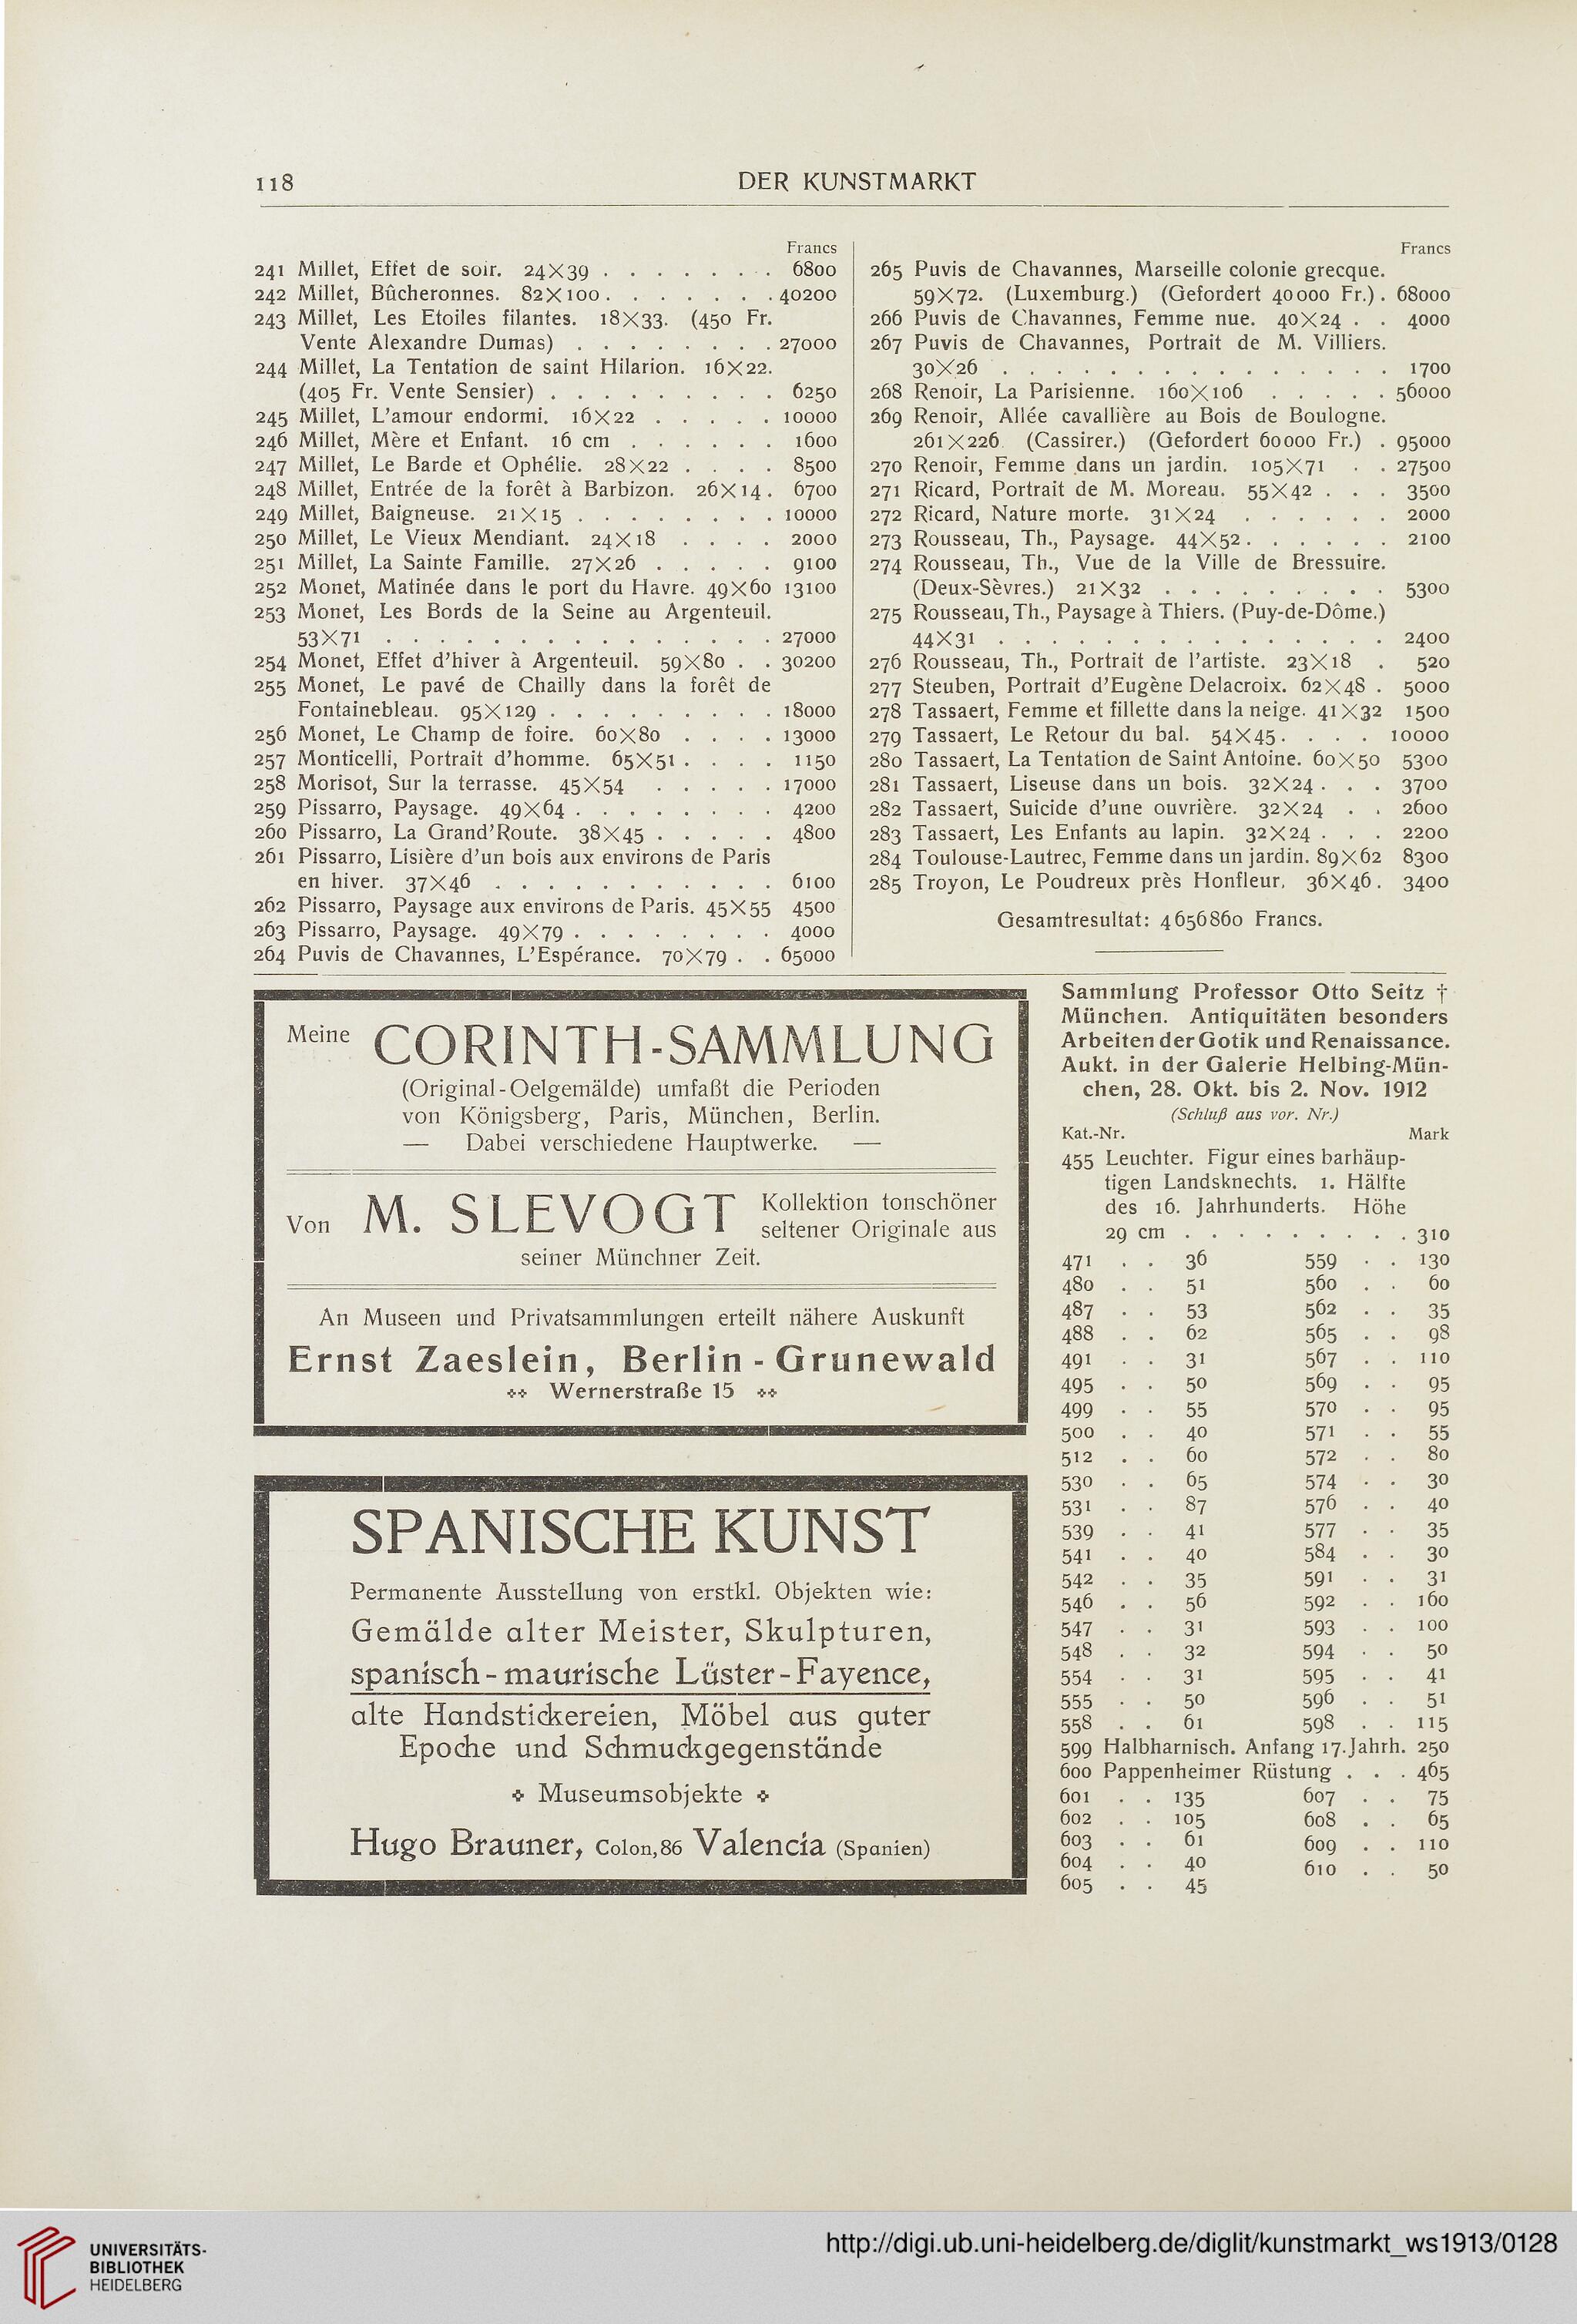 118
DER KUNSTMARKT
Francs
241 Millet, Effet de soir. 24×39 . . . . . . . 6800
242 Millet, Bûcheronnes. 82×100. . . . . . . 40200
243 Millet, Les Etoiles filantes. 18×33. (450 Fr.
Vente Alexandre Dumas) . . . . . . . . 27000
244 Millet, La Tentation de saint Hilarion. 16×22.
(405 Fr. Vente Sensier) . . . . . . . . . 6250
245 Millet, L'amour endormi. 16×22 . . . . . 10000
246 Millet, Mère et Enfant. 16 cm . . . . . . 1600
247 Millet, Le Barde et Ophélie. 28×22 . . . . 8500
248 Millet, Entrée de la forêt à Barbizon. 26×14. 6700
249 Millet, Baigneuse. 21×15 . . . . . . . . 10000
250 Millet, Le Vieux Mendiant. 24×18 . . . . 2000
251 Millet, La Sainte Famille. 27×26 . . . . . 9100
252 Monet, Matinée dans le port du Havre. 49×60 13100
253 Monet, Les Bords de la Seine au Argenteuil.
53×71 . . . . . . . . . . . . . . . 27000
254 Monet, Effet d'hiver à Argenteuil. 59×80 . . 30200
255 Monet, Le pavé de Chailly dans la forêt de
Fontainebleau. 95×129 . . . . . . . . . 18000
256 Monet, Le Champ de foire. 60×80 . . . . 13000
257 Monticelli, Portrait d'homme. 65×51 . . . . 1150
258 Morisot, Sur la terrasse. 45×54 . . . . . 17000
259 Pissarro, Paysage. 49×64 . . . . . . . . 4200
260 Pissarro, La Grand'Route. 38×45 . . . . . 4800
261 Pissarro, Lisière d'un bois aux environs de Paris
en hiver. 37×46 . . . . . . . . . . . 6100
262 Pissarro, Paysage aux environs de Paris. 45×55 4500
263 Pissarro, Paysage. 49×79 . . . . . . . . 4000
264 Puvis de Chavannes, L'Espérance. 70×79 . . 65000
Francs
265 Puvis de Chavannes, Marseille colonie grecque.
59×72. (Luxemburg.) (Gefordert 40000 Fr.) . 68000
266 Puvis de Chavannes, Femme nue. 40×24 . . 4000
267 Puvis de Chavannes, Portrait de M. Villiers.
30×26 . . . . . . . . . . . . . . . 1700
268 Renoir, La Parisienne. 160×106 . . . . . 56000
269 Renoir, Allée cavallière au Bois de Boulogne.
261×226. (Cassirer.) (Gefordert 60000 Fr.) . 95000
270 Renoir, Femme dans un jardin. 105×71 . . 27500
271 Ricard, Portrait de M. Moreau. 55×42 . . . 3500
272 Ricard, Nature morte. 31×24 . . . . . . 2000
273 Rousseau, Th., Paysage. 44×52. . . . . . 2100
274 Rousseau, Th., Vue de la Ville de Bressuire.
(Deux-Sèvres.) 21×32 . . . . . . . . . 5300
275 Rousseau, Th., Paysage à Thiers. (Puy-de-Dôme.)
44×31 . . . . . . . . . . . . . . . 2400
276 Rousseau, Th., Portrait de l'artiste. 23×18 . 520
277 Steuben, Portrait d'Eugène Delacroix. 62×48 . 5000
278 Tassaert, Femme et fillette dans la neige. 41×32 1500
279 Tassaert, Le Retour du bal. 54×45. . . . 10000
280 Tassaert, La Tentation de Saint Antoine. 60×50 5300
281 Tassaert, Liseuse dans un bois. 32×24. . . 3700
282 Tassaert, Suicide d'une ouvrière. 32×24 . . 2600
283 Tassaert, Les Enfants au lapin. 32×24 . . . 2200
284 Toulouse-Lautrec, Femme dans un jardin. 89×62 8300
285 Troyon, Le Poudreux près Honfleur. 36×46. 3400
Gesamtresultat: 4656860 Francs.
Meine CORINTH-SAMMLUNG
(Original-Oelgemälde) umfaßt die Perioden
von Königsberg, Paris, München, Berlin.
— Dabei verschiedene Hauptwerke. —
Von M. SLEVOGT Kollektion tonschöner
seltener Originale aus
seiner Münchner Zeit.
An Museen und Privatsammlungen erteilt nähere Auskunft
Ernst Zaeslein, Berlin-Grunewald
Wernerstraße 15
SPANISCHE KUNST
Permanente Ausstellung von erstkl. Objekten wie:
Gemälde alter Meister, Skulpturen,
spanisch-maurische Lüster-Fayence,
alte Handstickereien, Möbel aus guter
Epoche und Schmuckgegenstände
Museumsobjekte
Hugo Brauner, Colon, 86 Valencia (Spanien)
Sammlung Professor Otto Seitz †
München. Antiquitäten besonders
Arbeiten der Gotik und Renaissance.
Aukt. in der Galerie Helbing-Mün-
chen, 28. Okt. bis 2. Nov. 1912
(Schluß aus vor. Nr.)
Kat.-Nr. Mark
455 Leuchter. Figur eines barhäup-
tigen Landsknechts. 1. Hälfte
des 16. Jahrhunderts. Höhe
29 cm . . . . . . . . . 310
471 . . 36 559 . . 130
480 . . 51 560 . . 60
487 . . 53 562 . . 35
488 . . 62 565 . . 98
491 . . 31 567 . . 110
495 . . 50 569 . . 95
499 . . 55 570 . . 95
500 . . 40 571 . . 55
512 . . 60 572 . . 80
530 . . 65 574 . . 30
531 . . 87 576 . . 40
539 . . 41 577 . . 35
541 . . 40 584 . . 30
542 . . 35 591 . . 31
546 . . 56 592 . . 160
547 . . 31 593 . . 100
548 . . 32 594 . . 50
554 . . 31 595 . . 41
555 . . 50 596 . . 51
558 . . 61 598 . . 115
599 Halbharnisch. Anfang 17. Jahrh. 250
600 Pappenheimer Rüstung . . . 465
601 . . 135 607 . . 75
602 . . 105 608 . . 65
603 . . 61 609 . . 110
604 . . 40 610 . . 50
605 . . 45
UNIVERSITÄTS-
BIBLIOTHEK
HEIDELBERG
http://digi.ub.uni-heidelberg.de/diglit/kunstmarkt_ws1913/0128